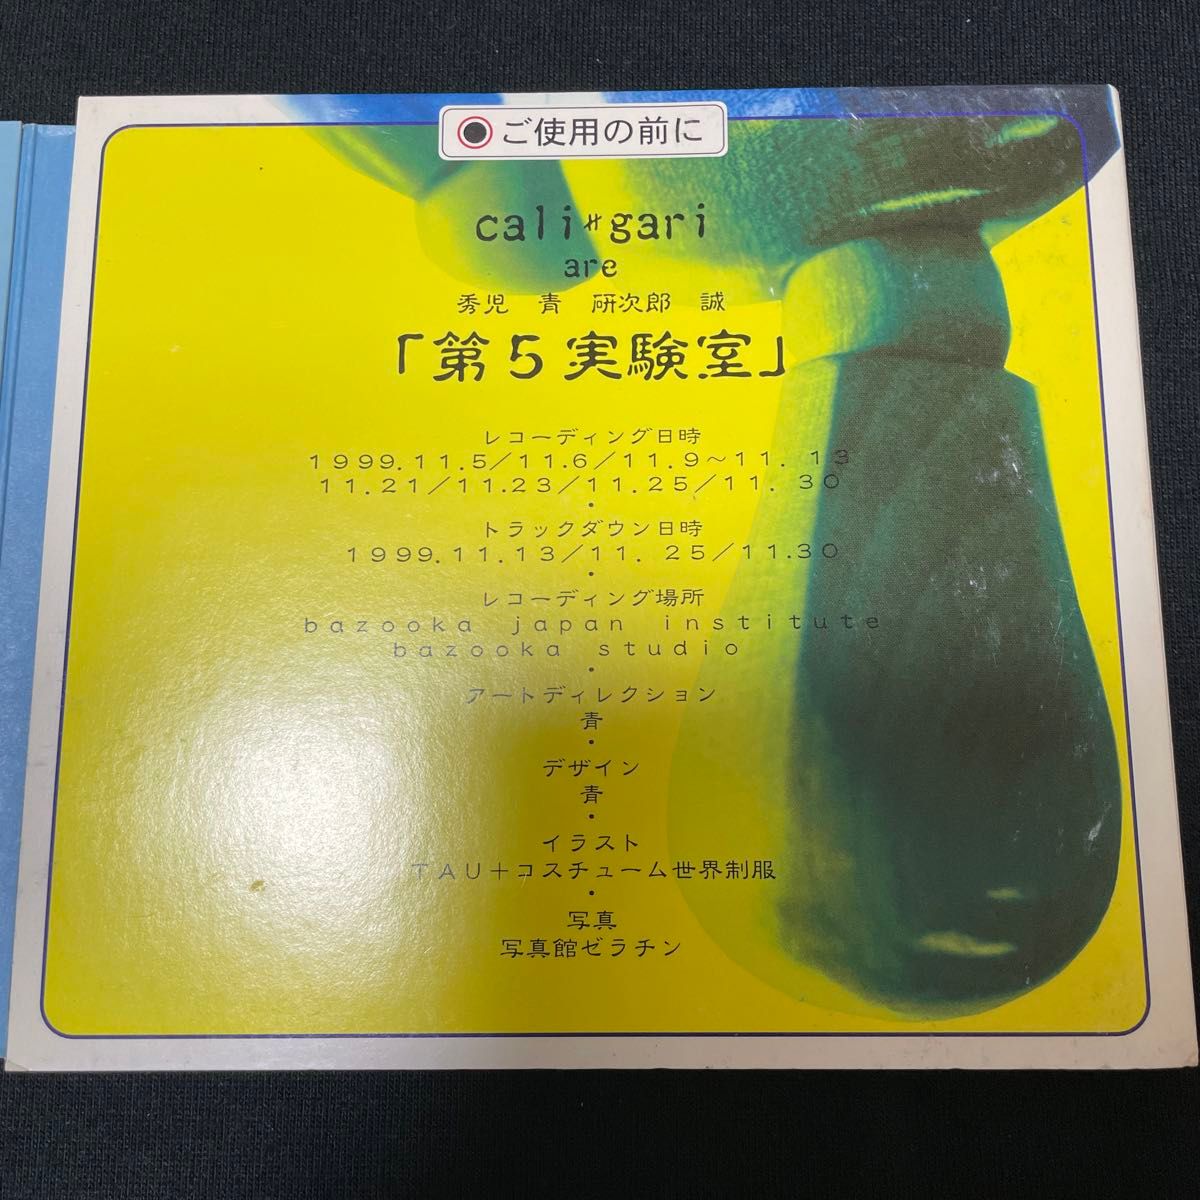 ご使用の前に
cali≠gari
are
秀児 青 研次郎 誠
「第５実験室」
レコーディング日時
１９９９.１１.５／１１.６／１１.９～１１.１３
１１.２１／１１.２３／１１.２５／１１.３０
・
トラックダウン日時
１９９９.１１.１３／１１.２５／１１.３０
・
レコーディング場所
ｂａｚｏｏｋａ ｊａｐａｎ ｉｎｓｔｉｔｕｔｅ
ｂａｚｏｏｋａ ｓｔｕｄｉｏ
・
アートディレクション
青
・
デザイン
青
・
イラスト
ＴＡＵ＋コスチューム世界制服
・
写真
写真館ゼラチン